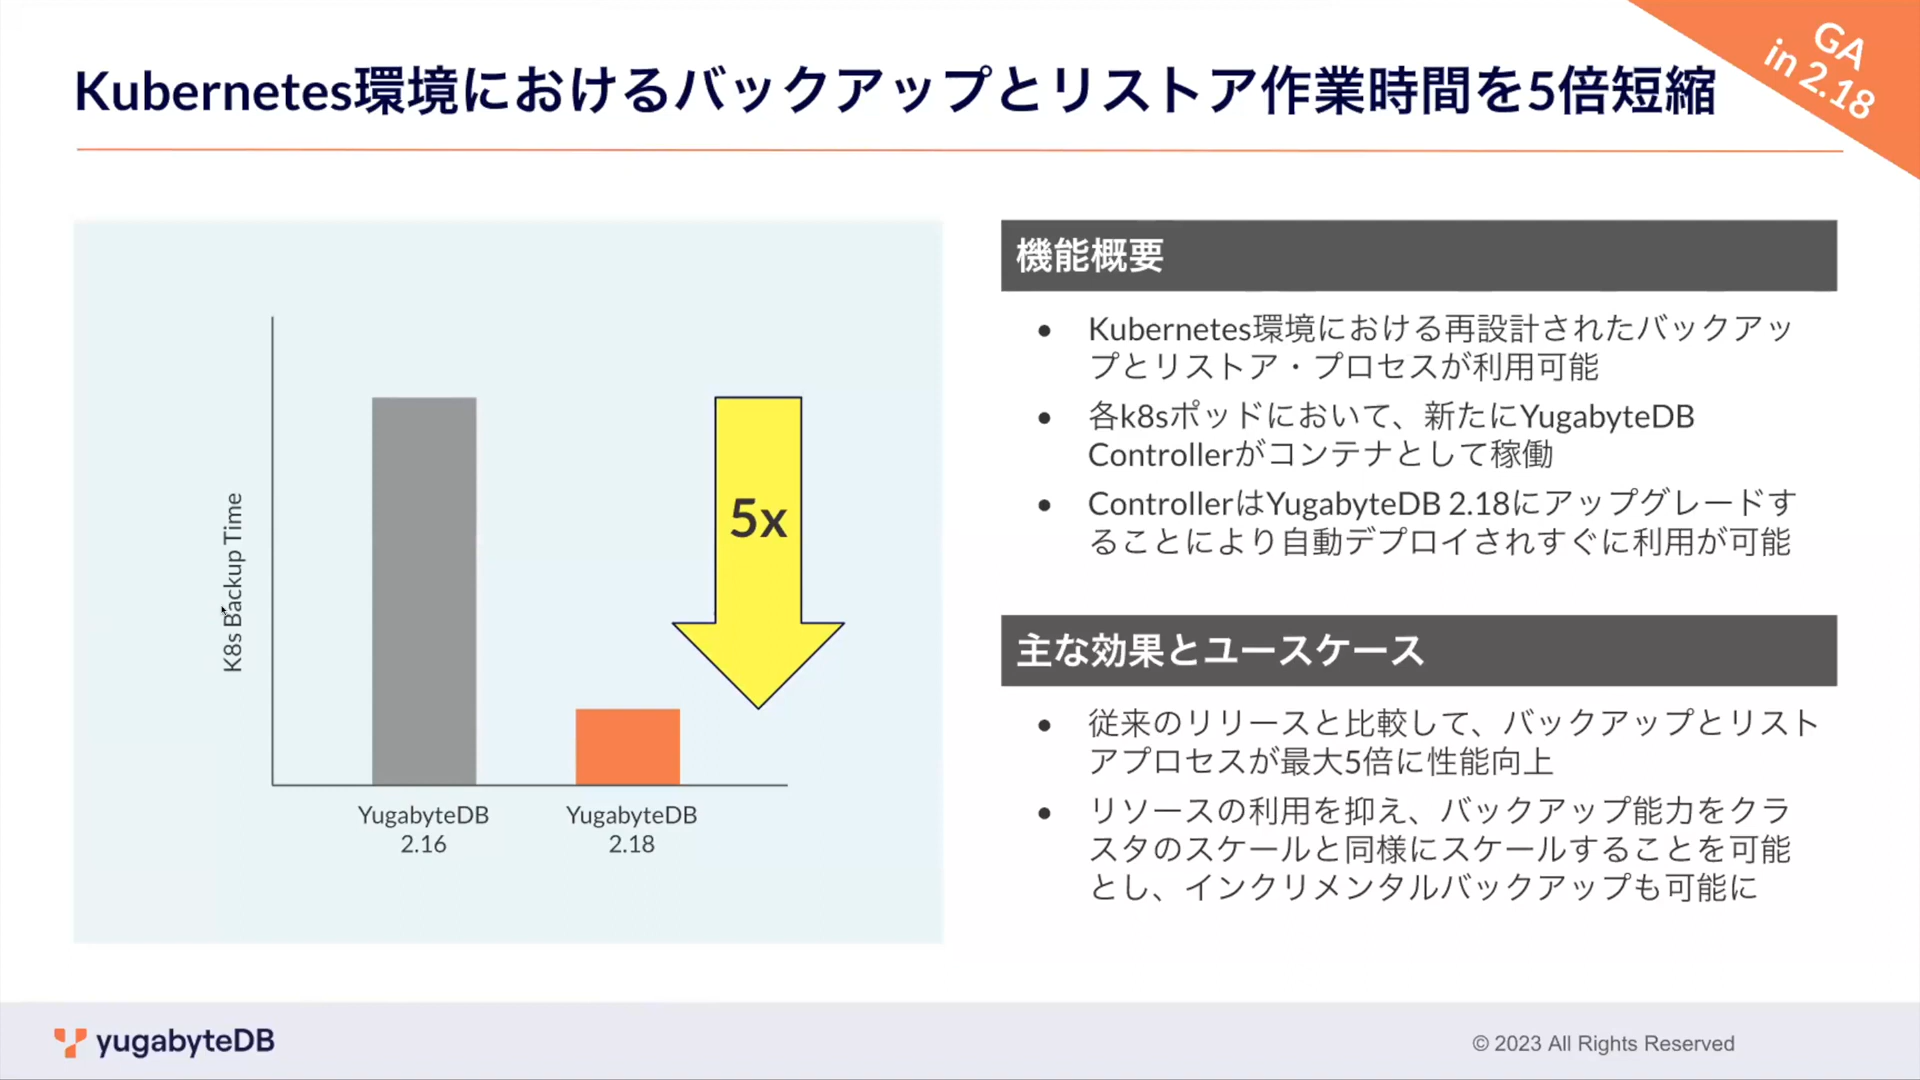 Kubernetes環境におけるバックアップとリストア作業時間を5倍短縮
GA
in 2.18
K8s Backup Time
5x
YugabyteDB
2.16
YugabyteDB
2.18
機能概要
● Kubernetes環境における再設計されたバックアッ
プとリストア・プロセスが利用可能
● 各k8sポッドにおいて、新たにYugabyteDB
Controllerがコンテナとして稼働
● ControllerはYugabyteDB 2.18にアップグレードす
ることにより自動デプロイされすぐに利用が可能
主な効果とユースケース
● 従来のリリースと比較して、バックアップとリスト
アプロセスが最大5倍に性能向上
● リソースの利用を抑え、バックアップ能力をクラ
スタのスケールと同様にスケールすることを可能
とし、インクリメンタルバックアップも可能に
yugabyteDB
© 2023 All Rights Reserved